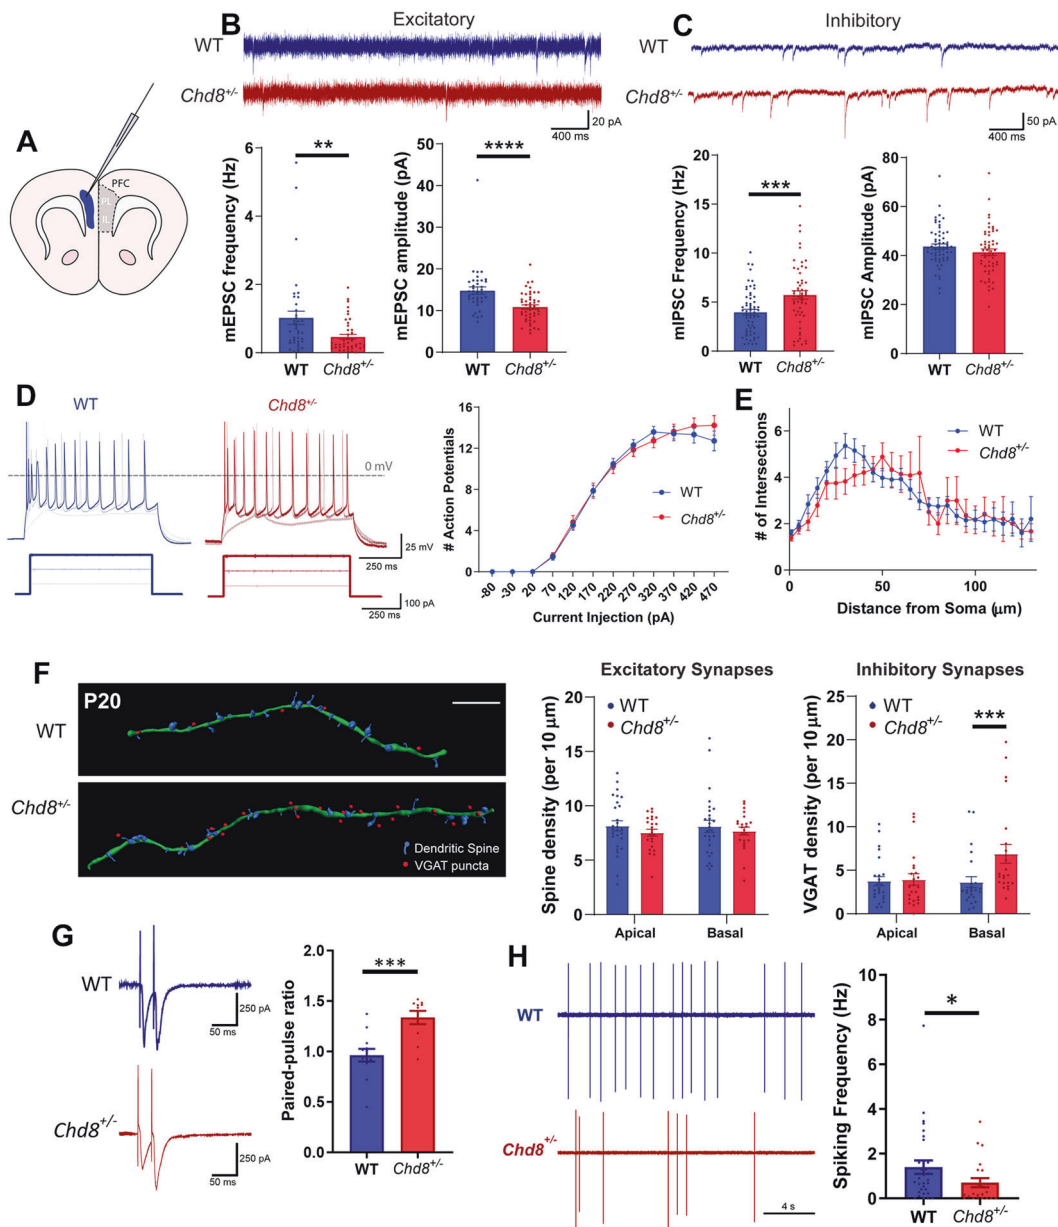 B
Excitatory
WT
Chd8+/-
20 pA
400 ms
C
Inhibitory
WT
Chd8+/-
50 pA
400 ms
A
PFC
PL
IL
mEPSC frequency (Hz)
6
4
2
0
**
WT
Chd8+/-
mEPSC amplitude (pA)
50
40
30
20
10
0
****
WT
Chd8+/-
mIPSC Frequency (Hz)
20
15
10
5
0
***
WT
Chd8+/-
mIPSC Amplitude (pA)
80
60
40
20
0
WT
Chd8+/-
D
WT
Chd8+/-
0 mV
25 mV
250 ms
100 pA
250 ms
# Action Potentials
16
12
8
4
0
WT
Chd8+/-
-80
-30
20
70
120
170
220
270
320
370
420
470
Current Injection (pA)
E
# of Intersections
6
4
2
0
WT
Chd8+/-
0
50
100
Distance from Soma (μm)
F
P20
WT
Chd8+/-
Dendritic Spine
VGAT puncta
Excitatory Synapses
Spine density (per 10 μm)
20
15
10
5
0
WT
Chd8+/-
Apical
Basal
Inhibitory Synapses
VGAT density (per 10 μm)
25
20
15
10
5
0
WT
Chd8+/-
***
Apical
Basal
G
WT
250 pA
50 ms
Chd8+/-
250 pA
50 ms
Paired-pulse ratio
2.0
1.5
1.0
0.5
0.0
***
WT
Chd8+/-
H
WT
Chd8+/-
4 s
Spiking Frequency (Hz)
10
8
6
4
2
0
*
WT
Chd8+/-